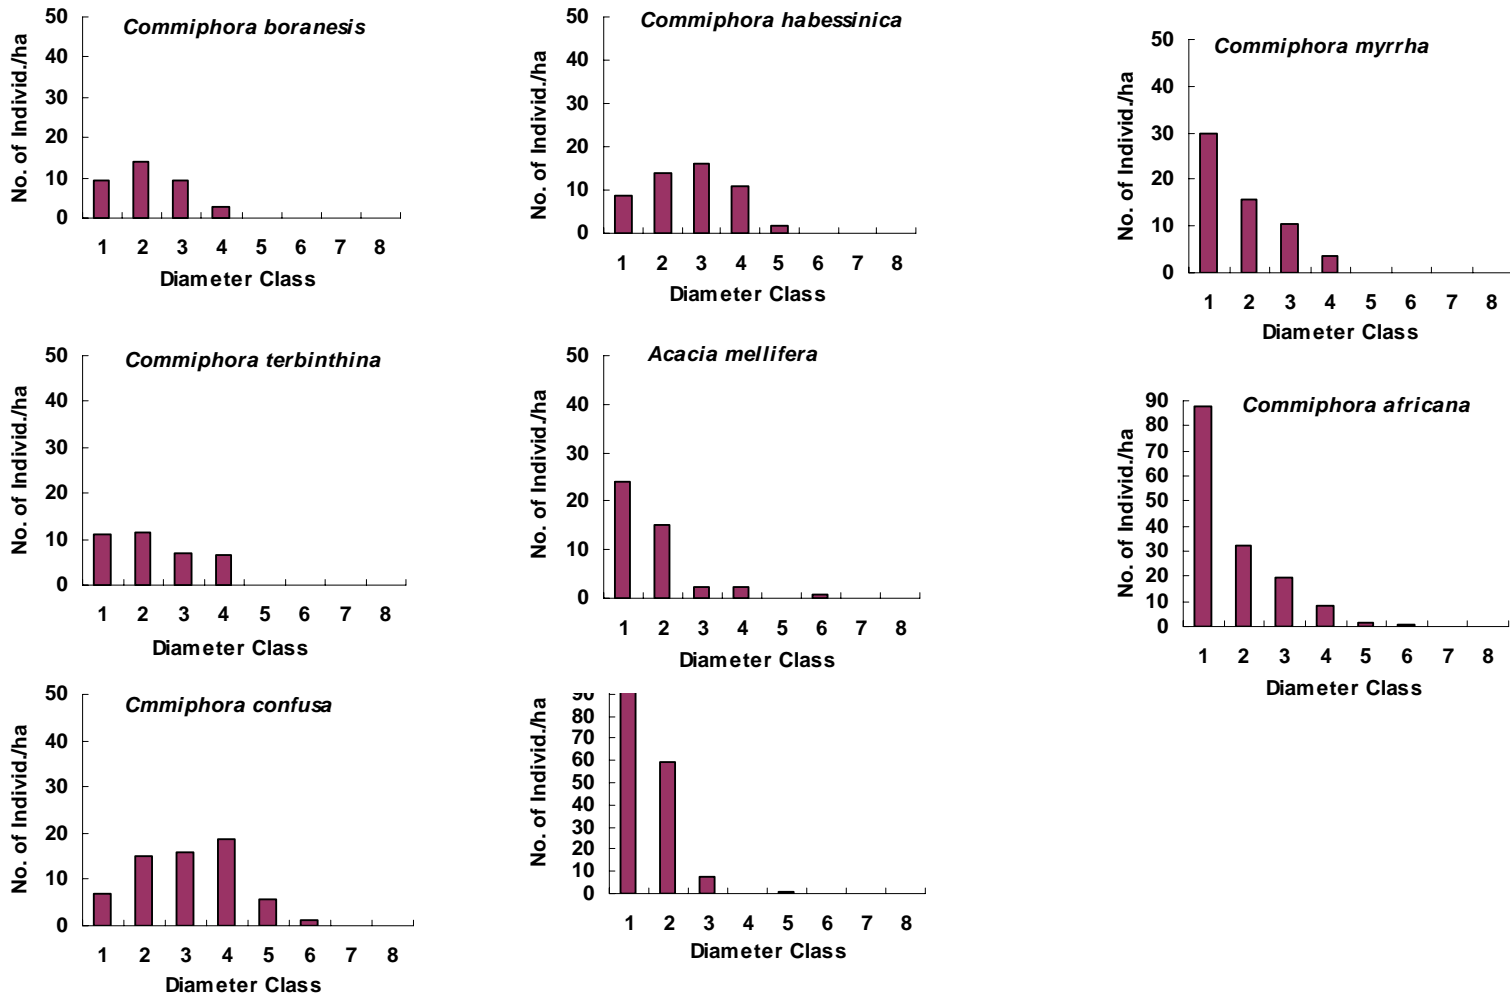 Commiphora boranesis
No. of Individ./ha
50
40
30
20
10
0
1 2 3 4 5 6 7 8
Diameter Class
Commiphora habessinica
No. of Individ./ha
50
40
30
20
10
0
1 2 3 4 5 6 7 8
Diameter Class
Commiphora myrrha
No. of Individ./ha
50
40
30
20
10
0
1 2 3 4 5 6 7 8
Diameter Class
Commiphora terbinthina
No. of Individ./ha
50
40
30
20
10
0
1 2 3 4 5 6 7 8
Diameter Class
Acacia mellifera
No. of Individ./ha
50
40
30
20
10
0
1 2 3 4 5 6 7 8
Diameter Class
Commiphora africana
No. of Individ./ha
90
80
70
60
50
40
30
20
10
0
1 2 3 4 5 6 7 8
Diameter Class
Cmmiphora confusa
No. of Individ./ha
50
40
30
20
10
0
1 2 3 4 5 6 7 8
Diameter Class
No. of Individ./ha
90
80
70
60
50
40
30
20
10
0
1 2 3 4 5 6 7 8
Diameter Class